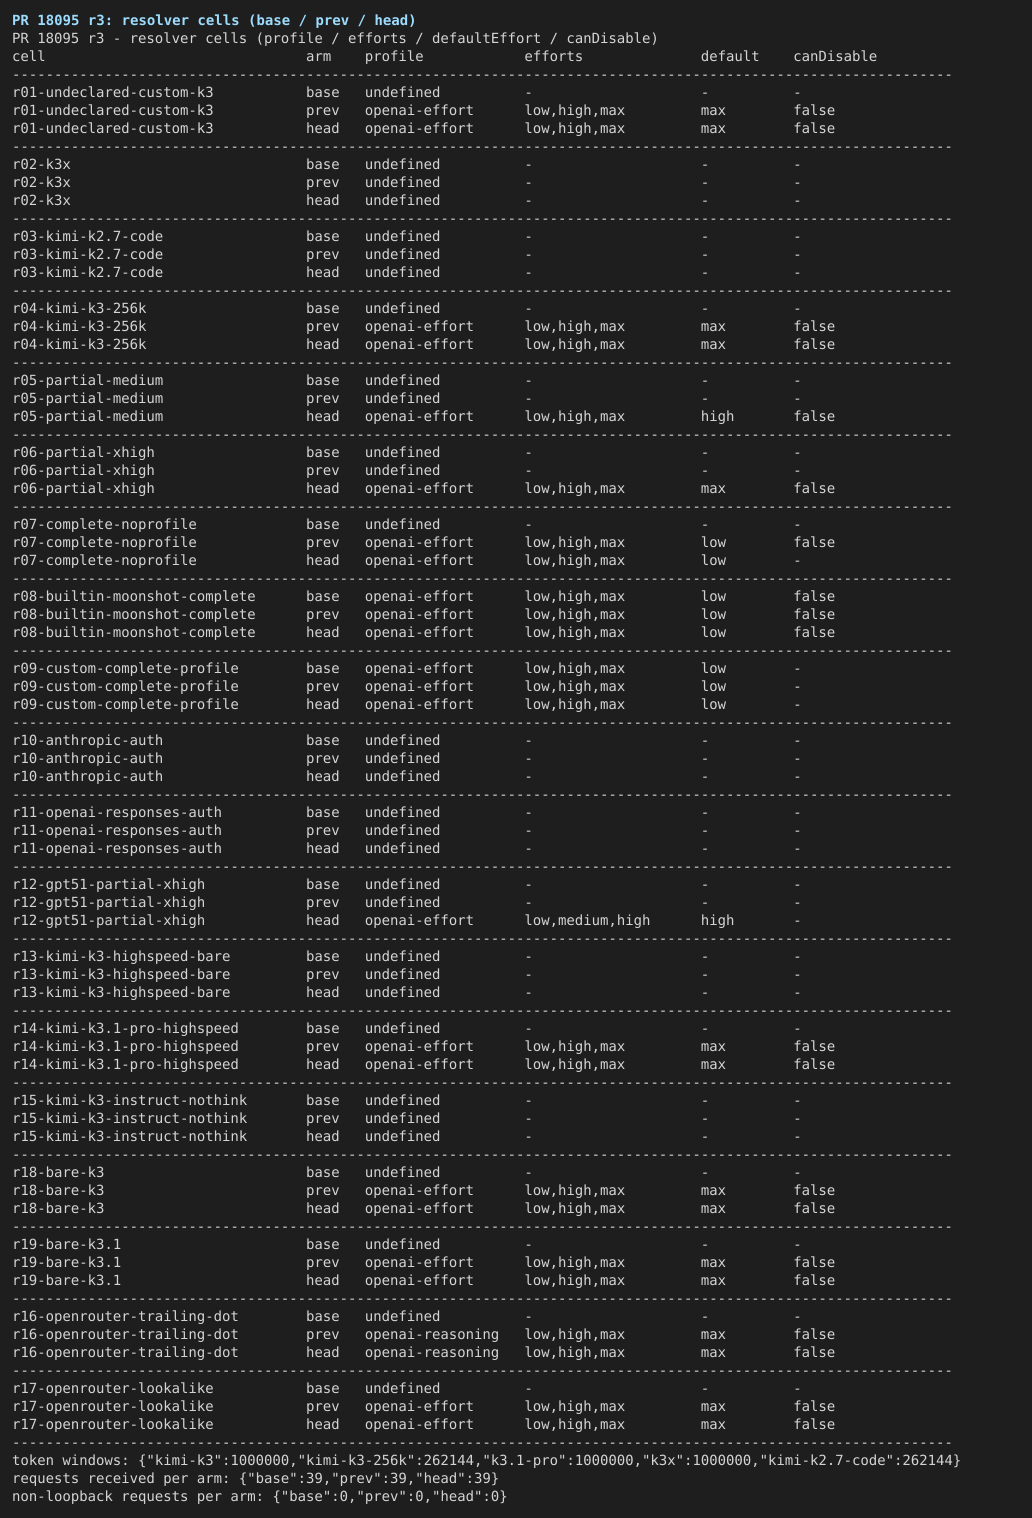 PR 18095 r3: resolver cells (base / prev / head)
PR 18095 r3 - resolver cells (profile / efforts / defaultEffort / canDisable)
cell arm profile efforts default canDisable
----------------------------------------------------------------------------------------------------------------
r01-undeclared-custom-k3 base undefined - - -
r01-undeclared-custom-k3 prev openai-effort low,high,max max false
r01-undeclared-custom-k3 head openai-effort low,high,max max false
----------------------------------------------------------------------------------------------------------------
r02-k3x base undefined - - -
r02-k3x prev undefined - - -
r02-k3x head undefined - - -
----------------------------------------------------------------------------------------------------------------
r03-kimi-k2.7-code base undefined - - -
r03-kimi-k2.7-code prev undefined - - -
r03-kimi-k2.7-code head undefined - - -
----------------------------------------------------------------------------------------------------------------
r04-kimi-k3-256k base undefined - - -
r04-kimi-k3-256k prev openai-effort low,high,max max false
r04-kimi-k3-256k head openai-effort low,high,max max false
----------------------------------------------------------------------------------------------------------------
r05-partial-medium base undefined - - -
r05-partial-medium prev undefined - - -
r05-partial-medium head openai-effort low,high,max high false
----------------------------------------------------------------------------------------------------------------
r06-partial-xhigh base undefined - - -
r06-partial-xhigh prev undefined - - -
r06-partial-xhigh head openai-effort low,high,max max false
----------------------------------------------------------------------------------------------------------------
r07-complete-noprofile base undefined - - -
r07-complete-noprofile prev openai-effort low,high,max low false
r07-complete-noprofile head openai-effort low,high,max low -
----------------------------------------------------------------------------------------------------------------
r08-builtin-moonshot-complete base openai-effort low,high,max low false
r08-builtin-moonshot-complete prev openai-effort low,high,max low false
r08-builtin-moonshot-complete head openai-effort low,high,max low false
----------------------------------------------------------------------------------------------------------------
r09-custom-complete-profile base openai-effort low,high,max low -
r09-custom-complete-profile prev openai-effort low,high,max low -
r09-custom-complete-profile head openai-effort low,high,max low -
----------------------------------------------------------------------------------------------------------------
r10-anthropic-auth base undefined - - -
r10-anthropic-auth prev undefined - - -
r10-anthropic-auth head undefined - - -
----------------------------------------------------------------------------------------------------------------
r11-openai-responses-auth base undefined - - -
r11-openai-responses-auth prev undefined - - -
r11-openai-responses-auth head undefined - - -
----------------------------------------------------------------------------------------------------------------
r12-gpt51-partial-xhigh base undefined - - -
r12-gpt51-partial-xhigh prev undefined - - -
r12-gpt51-partial-xhigh head openai-effort low,medium,high high -
----------------------------------------------------------------------------------------------------------------
r13-kimi-k3-highspeed-bare base undefined - - -
r13-kimi-k3-highspeed-bare prev undefined - - -
r13-kimi-k3-highspeed-bare head undefined - - -
----------------------------------------------------------------------------------------------------------------
r14-kimi-k3.1-pro-highspeed base undefined - - -
r14-kimi-k3.1-pro-highspeed prev openai-effort low,high,max max false
r14-kimi-k3.1-pro-highspeed head openai-effort low,high,max max false
----------------------------------------------------------------------------------------------------------------
r15-kimi-k3-instruct-nothink base undefined - - -
r15-kimi-k3-instruct-nothink prev undefined - - -
r15-kimi-k3-instruct-nothink head undefined - - -
----------------------------------------------------------------------------------------------------------------
r18-bare-k3 base undefined - - -
r18-bare-k3 prev openai-effort low,high,max max false
r18-bare-k3 head openai-effort low,high,max max false
----------------------------------------------------------------------------------------------------------------
r19-bare-k3.1 base undefined - - -
r19-bare-k3.1 prev openai-effort low,high,max max false
r19-bare-k3.1 head openai-effort low,high,max max false
----------------------------------------------------------------------------------------------------------------
r16-openrouter-trailing-dot base undefined - - -
r16-openrouter-trailing-dot prev openai-reasoning low,high,max max false
r16-openrouter-trailing-dot head openai-reasoning low,high,max max false
----------------------------------------------------------------------------------------------------------------
r17-openrouter-lookalike base undefined - - -
r17-openrouter-lookalike prev openai-effort low,high,max max false
r17-openrouter-lookalike head openai-effort low,high,max max false
----------------------------------------------------------------------------------------------------------------
token windows: {"kimi-k3":1000000,"kimi-k3-256k":262144,"k3.1-pro":1000000,"k3x":1000000,"kimi-k2.7-code":262144}
requests received per arm: {"base":39,"prev":39,"head":39}
non-loopback requests per arm: {"base":0,"prev":0,"head":0}